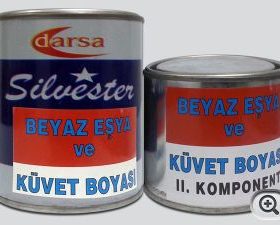 darsa
Silvester
BEYAZ EŞYA
ve
KÜVET BOYASI
BEYAZ EŞYA
ve
KÜVET BOYASI
II. KOMPONENT